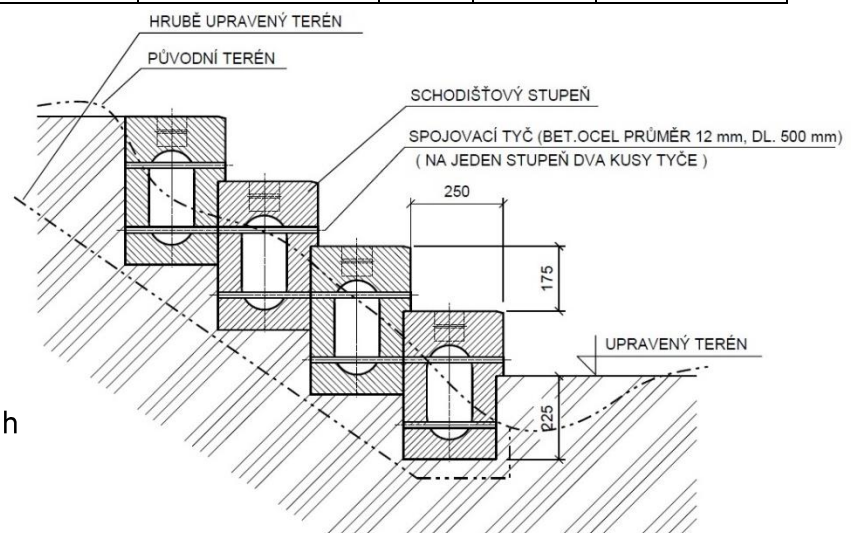 HRUBĚ UPRAVENÝ TERÉN
PŮVODNÍ TERÉN
SCHODIŠŤOVÝ STUPEŇ
SPOJOVACÍ TYČ (BET.OCEL PRŮMĚR 12 mm, DL. 500 mm)
( NA JEDEN STUPEŇ DVA KUSY TYČE )
250
175
UPRAVENÝ TERÉN
225
h